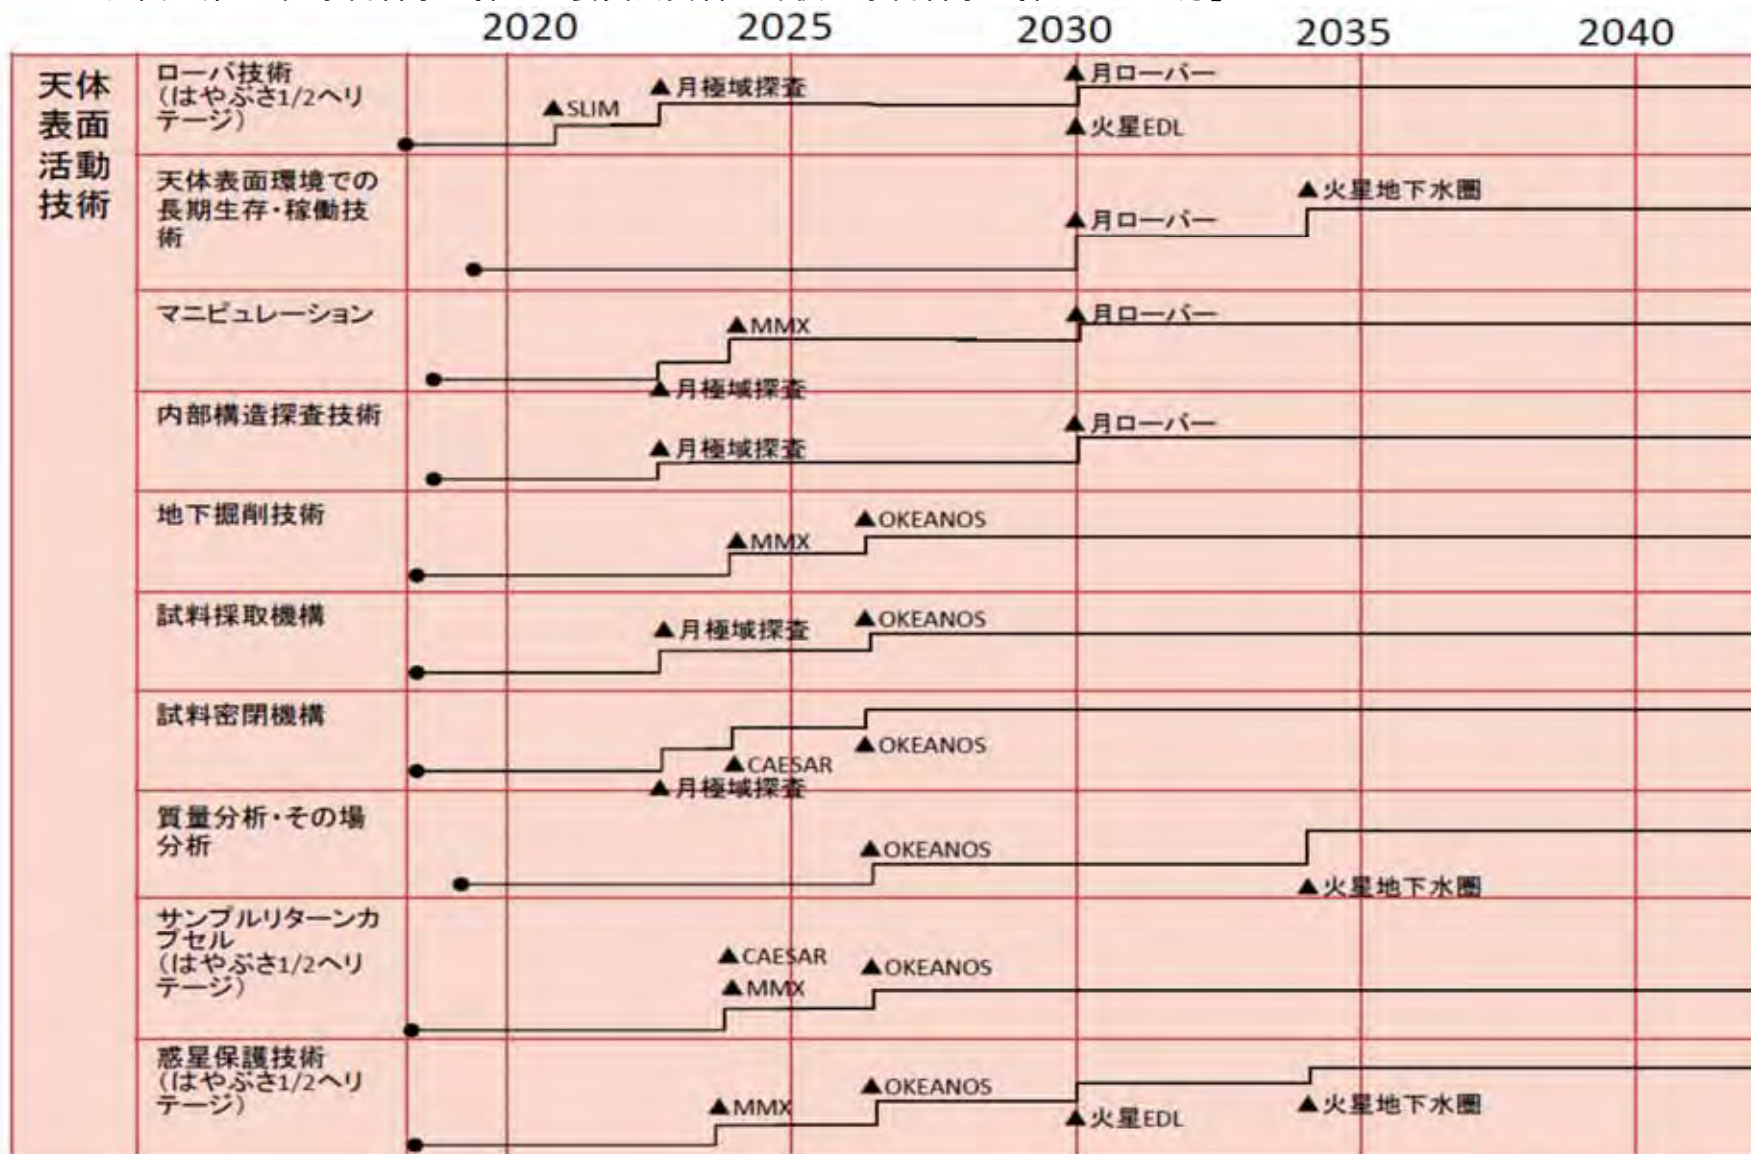 2020 2025 2030 2035 2040
天体
表面
活動
技術
ローバ技術
（はやぶさ1/2ヘリ
テージ）
▲SLIM
▲月極域探査
▲月ローバー
▲火星EDL
天体表面環境での
長期生存・稼働技
術
▲月ローバー
▲火星地下水圏
マニピュレーション
▲MMX
▲月極域探査
▲月ローバー
内部構造探査技術
▲月極域探査
▲月ローバー
地下掘削技術
▲MMX
▲OKEANOS
試料採取機構
▲月極域探査
▲OKEANOS
試料密閉機構
▲CAESAR
▲月極域探査
▲OKEANOS
質量分析・その場
分析
▲OKEANOS
▲火星地下水圏
サンプルリターンカ
プセル
（はやぶさ1/2ヘリ
テージ）
▲CAESAR
▲MMX
▲OKEANOS
惑星保護技術
（はやぶさ1/2ヘリ
テージ）
▲MMX
▲OKEANOS
▲火星EDL
▲火星地下水圏